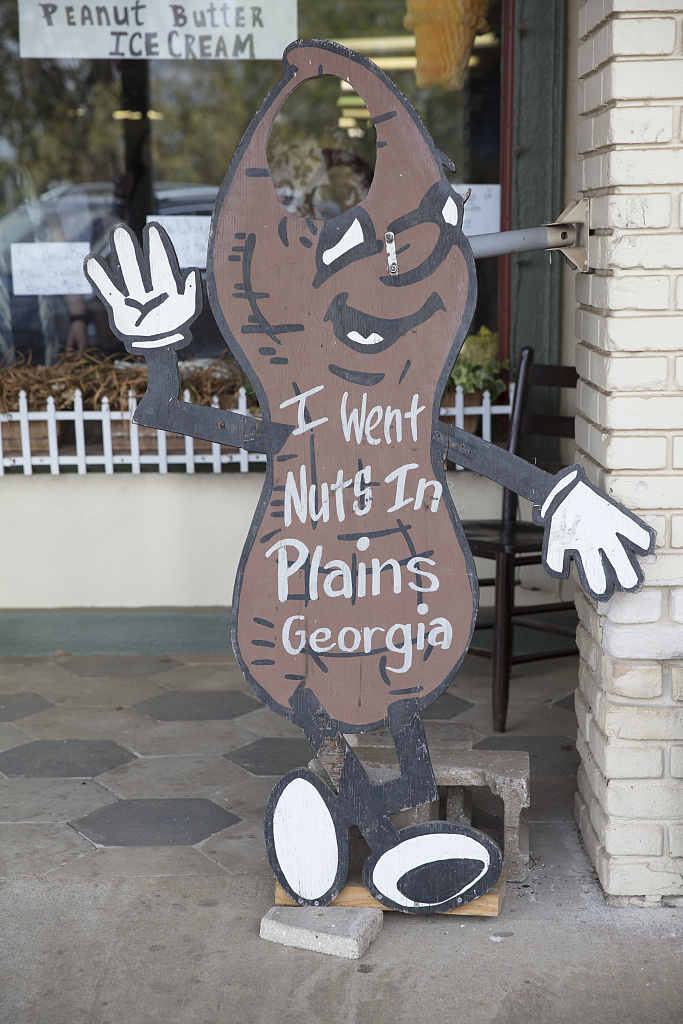 Peanut Butter
ICE CREAM
I Went
Nuts In
Plains
Georgia